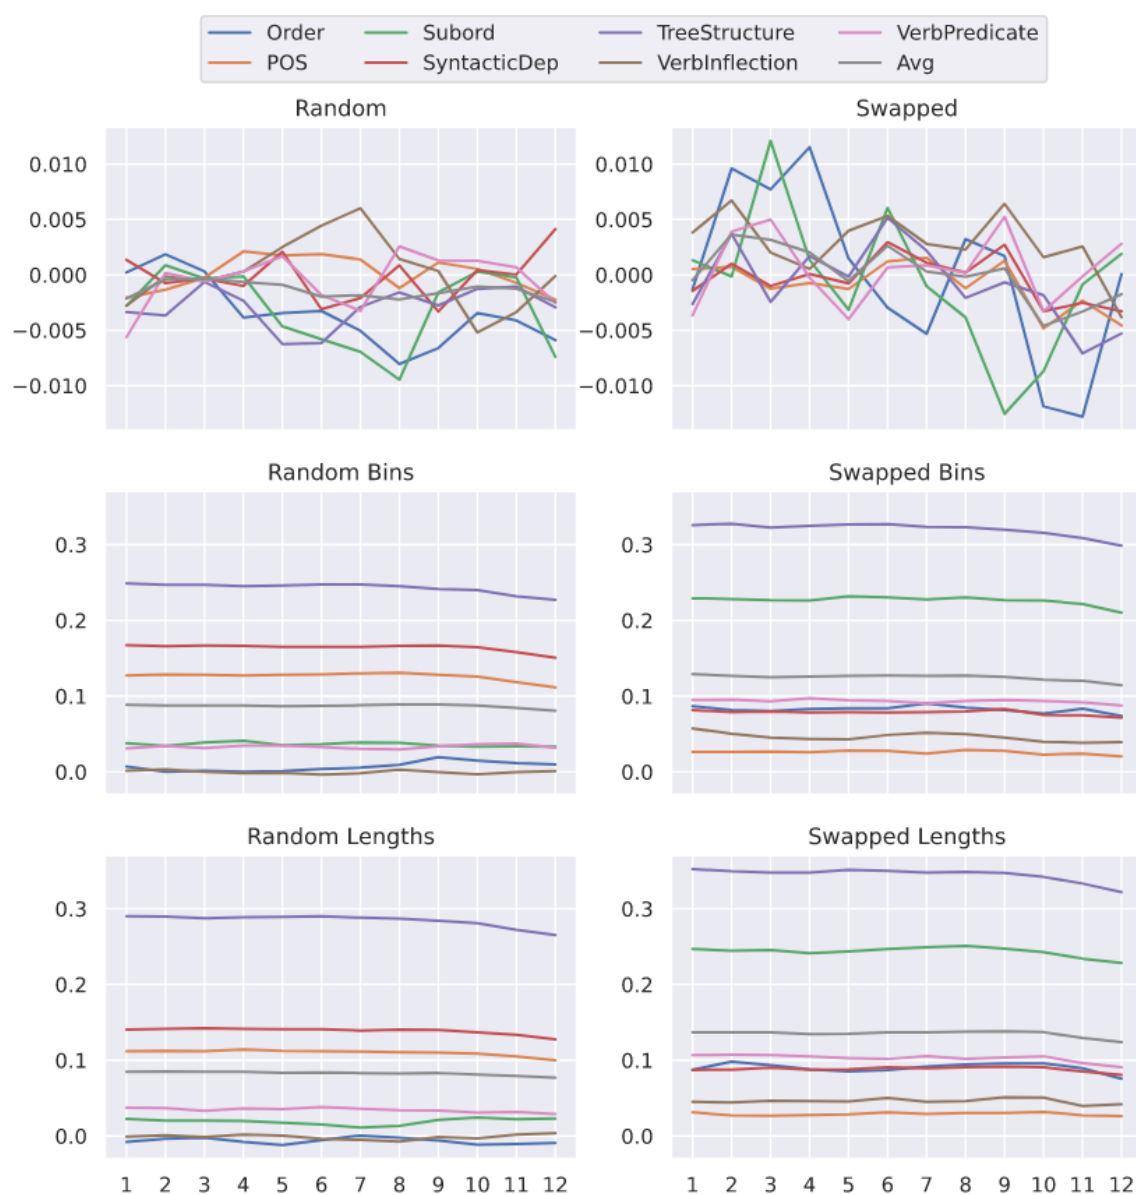 Order Subord TreeStructure VerbPredicate
POS SyntacticDep VerbInflection Avg
Random Swapped
0.010 0.010
0.005 0.005
0.000 0.000
−0.005 −0.005
−0.010 −0.010
Random Bins Swapped Bins
0.3 0.3
0.2 0.2
0.1 0.1
0.0 0.0
Random Lengths Swapped Lengths
0.3 0.3
0.2 0.2
0.1 0.1
0.0 0.0
1 2 3 4 5 6 7 8 9 10 11 12 1 2 3 4 5 6 7 8 9 10 11 12